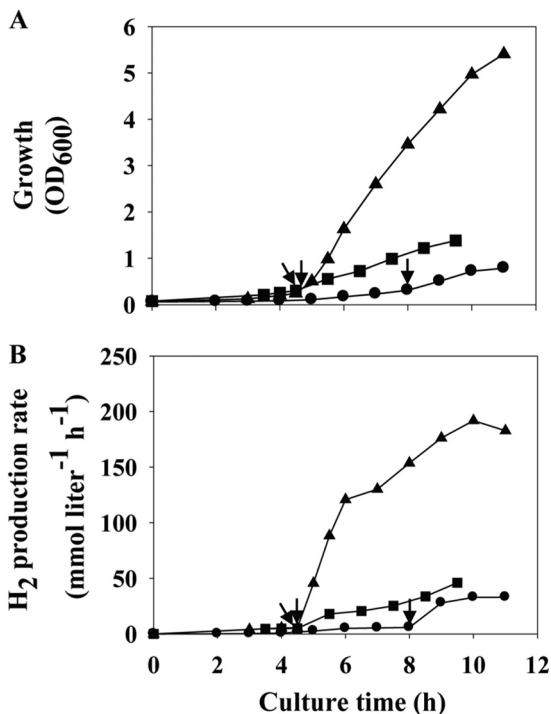 A
6
5
4
3
2
1
0
Growth
(OD600)
B
250
200
150
100
50
0
H2 production rate
(mmol liter-1 h-1)
0 2 4 6 8 10 12
Culture time (h)